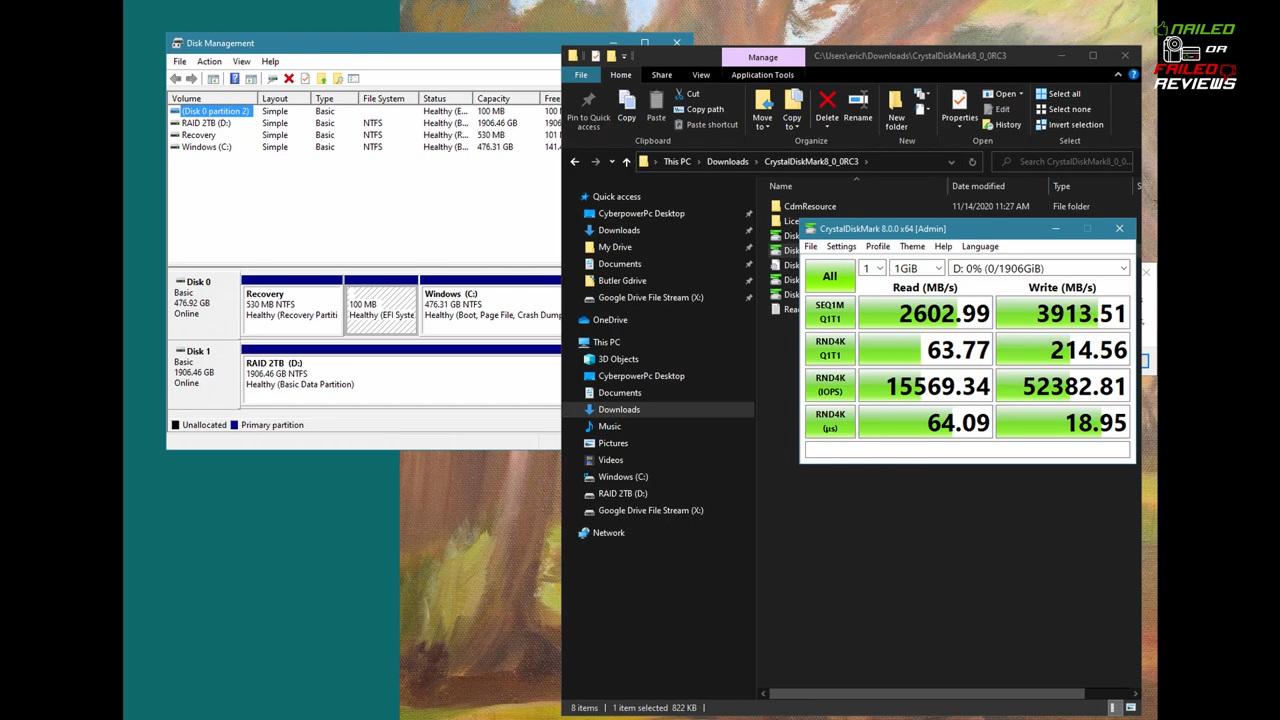 NAILED
OR
FAILED
REVIEWS
Disk Management
File Action View Help
Volume Layout Type File System Status Capacity Free
(Disk 0 partition 2) Simple Basic Healthy (E... 100 MB 100
RAID 2TB (D:) Simple Basic NTFS Healthy (B... 1906.46 GB 1906
Recovery Simple Basic NTFS Healthy (R... 530 MB 101
Windows (C:) Simple Basic NTFS Healthy (B... 476.31 GB 141.
Disk 0
Basic
476.92 GB
Online
Recovery
530 MB NTFS
Healthy (Recovery Partiti
100 MB
Healthy (EFI Syste
Windows (C:)
476.31 GB NTFS
Healthy (Boot, Page File, Crash Dump
Disk 1
Basic
1906.46 GB
Online
RAID 2TB (D:)
1906.46 GB NTFS
Healthy (Basic Data Partition)
Unallocated Primary partition
Manage
C:\Users\ericl\Downloads\CrystalDiskMark8_0_0RC3
File Home Share View Application Tools
Pin to Quick access
Copy
Paste
Cut
Copy path
Paste shortcut
Clipboard
Move to
Copy to
Delete
Rename
Organize
New folder
New
Properties
Open
Edit
History
Open
Select all
Select none
Invert selection
Select
This PC > Downloads > CrystalDiskMark8_0_0RC3 >
Search CrystalDiskMark8_0_0...
Name Date modified Type
CdmResource 11/14/2020 11:27 AM File folder
Lice
Disk
Disk
Disk
Disk
Disk
Rea
Quick access
CyberpowerPc Desktop
Downloads
My Drive
Documents
Butler Gdrive
Google Drive File Stream (X:)
OneDrive
This PC
3D Objects
CyberpowerPc Desktop
Documents
Downloads
Music
Pictures
Videos
Windows (C:)
RAID 2TB (D:)
Google Drive File Stream (X:)
Network
8 items 1 item selected 822 KB
CrystalDiskMark 8.0.0 x64 [Admin]
File Settings Profile Theme Help Language
All 1 1GiB D: 0% (0/1906GiB)
Read (MB/s) Write (MB/s)
SEQ1M
Q1T1
2602.99 3913.51
RND4K
Q1T1
63.77 214.56
RND4K
(IOPS)
15569.34 52382.81
RND4K
(μs)
64.09 18.95